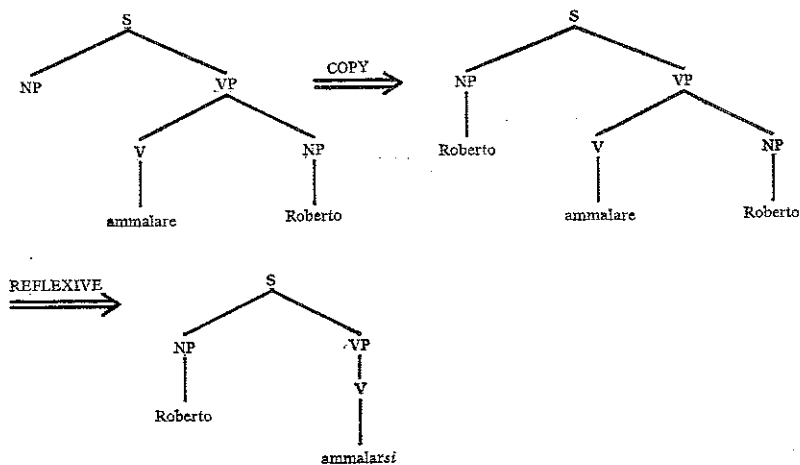 S S
NP VP COPY NP VP
V NP Roberto V NP
ammalare Roberto ammalare Roberto
REFLEXIVE S
NP VP
Roberto V
ammalarsi